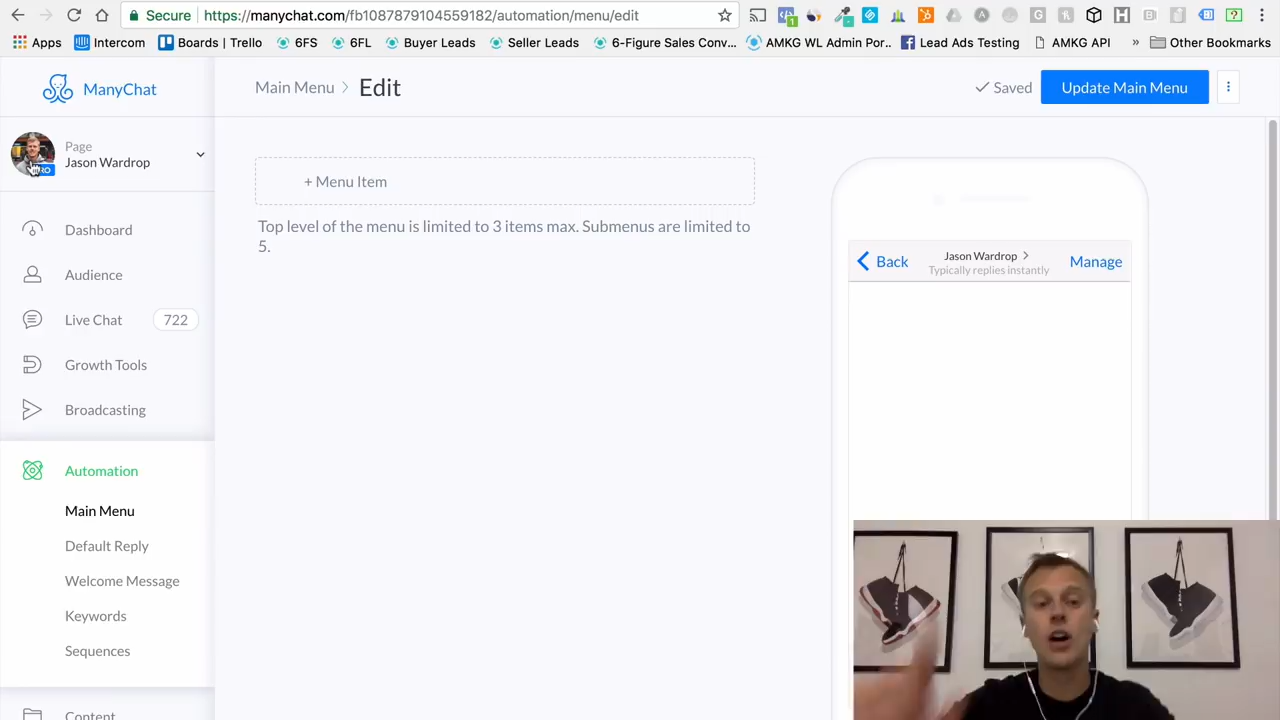 Secure https://manychat.com/fb1087879104559182/automation/menu/edit
Apps Intercom Boards | Trello 6FS 6FL Buyer Leads Seller Leads 6-Figure Sales Conv... AMKG WL Admin Por... Lead Ads Testing AMKG API » Other Bookmarks
ManyChat
Main Menu > Edit
Saved
Update Main Menu
Page
Jason Wardrop
Dashboard
Audience
Live Chat 722
Growth Tools
Broadcasting
Automation
Main Menu
Default Reply
Welcome Message
Keywords
Sequences
Content
+ Menu Item
Top level of the menu is limited to 3 items max. Submenus are limited to
5.
Back
Jason Wardrop >
Typically replies instantly
Manage